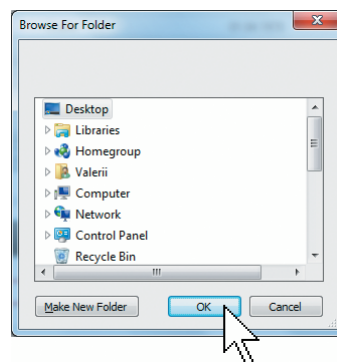 Browse For Folder
Desktop
Libraries
Homegroup
Valerii
Computer
Network
Control Panel
Recycle Bin
Make New Folder
OK
Cancel